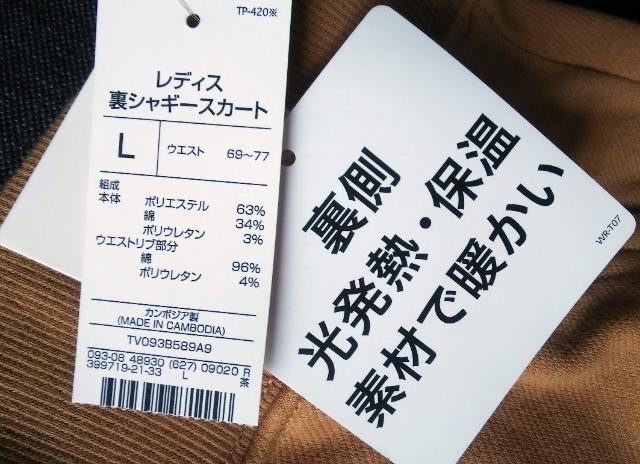 TP-420※
レディス
裏シャギースカート
L ウエスト 69〜77
組成
本体 ポリエステル 63%
綿 34%
ポリウレタン 3%
ウエストリブ部分
綿 96%
ポリウレタン 4%
カンボジア製
(MADE IN CAMBODIA)
TV093B589A9
093-08 48930 (627) 09020 R
399719-21-33 L 茶
裏側
光発熱・保温
素材で暖かい
WR-T07